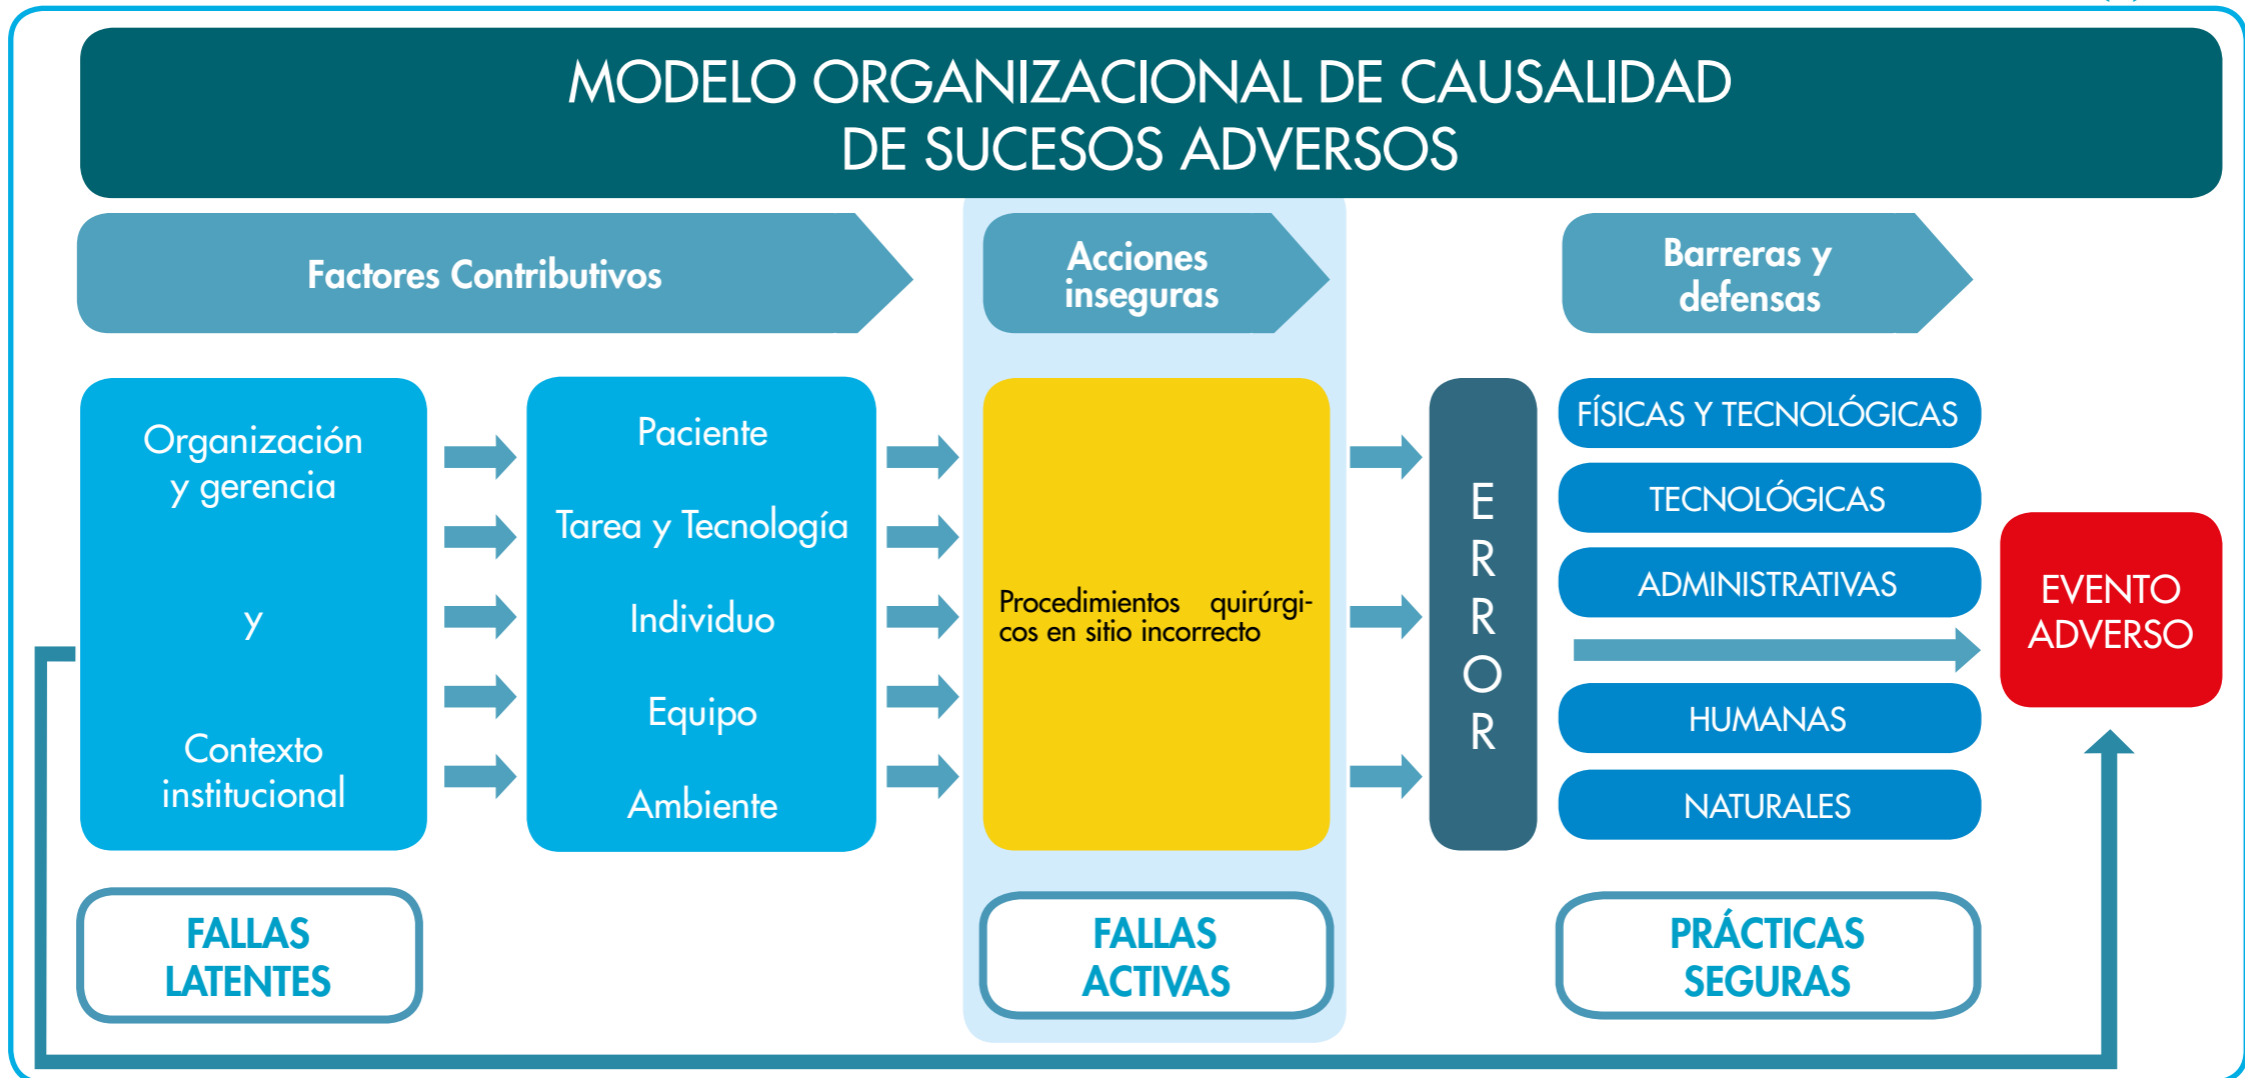 MODELO ORGANIZACIONAL DE CAUSALIDAD
DE SUCESOS ADVERSOS
Factores Contributivos
Acciones
inseguras
Barreras y
defensas
Organización
y gerencia
y
Contexto
institucional
Paciente
Tarea y Tecnología
Individuo
Equipo
Ambiente
Procedimientos quirúrgi-
cos en sitio incorrecto
E
R
R
O
R
FÍSICAS Y TECNOLÓGICAS
TECNOLÓGICAS
ADMINISTRATIVAS
HUMANAS
NATURALES
EVENTO
ADVERSO
FALLAS
LATENTES
FALLAS
ACTIVAS
PRÁCTICAS
SEGURAS